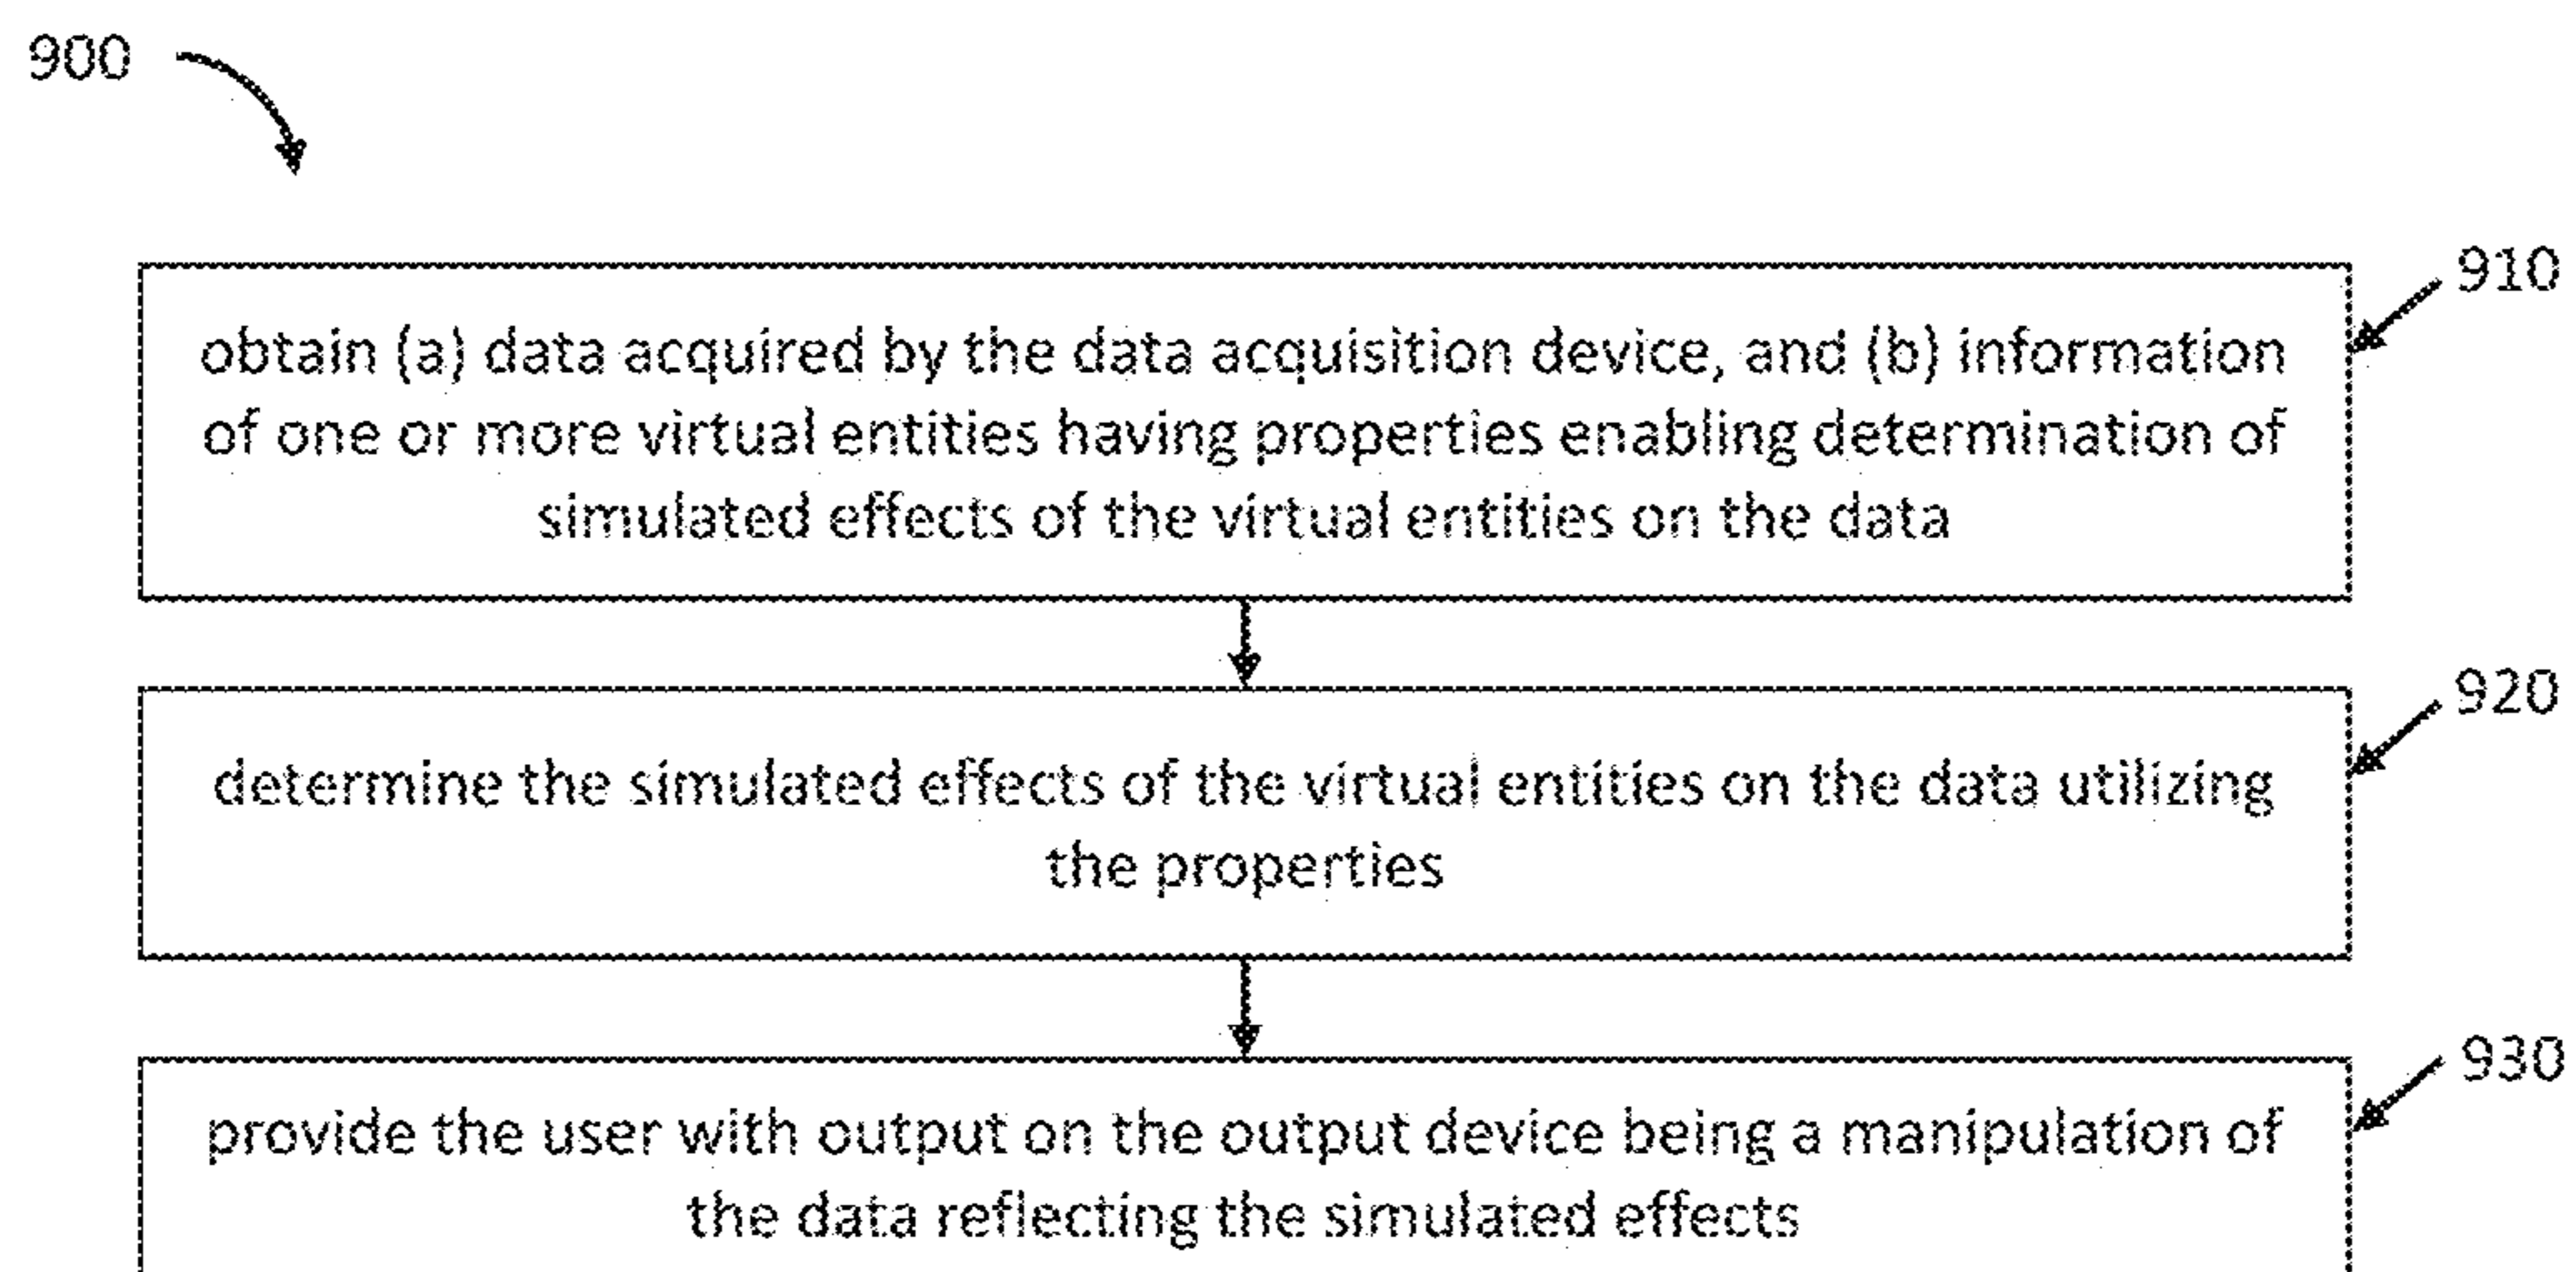 900
910
obtain (a) data acquired by the data acquisition device, and (b) information
of one or more virtual entities having properties enabling determination of
simulated effects of the virtual entities on the data
920
determine the simulated effects of the virtual entities on the data utilizing
the properties
930
provide the user with output on the output device being a manipulation of
the data reflecting the simulated effects